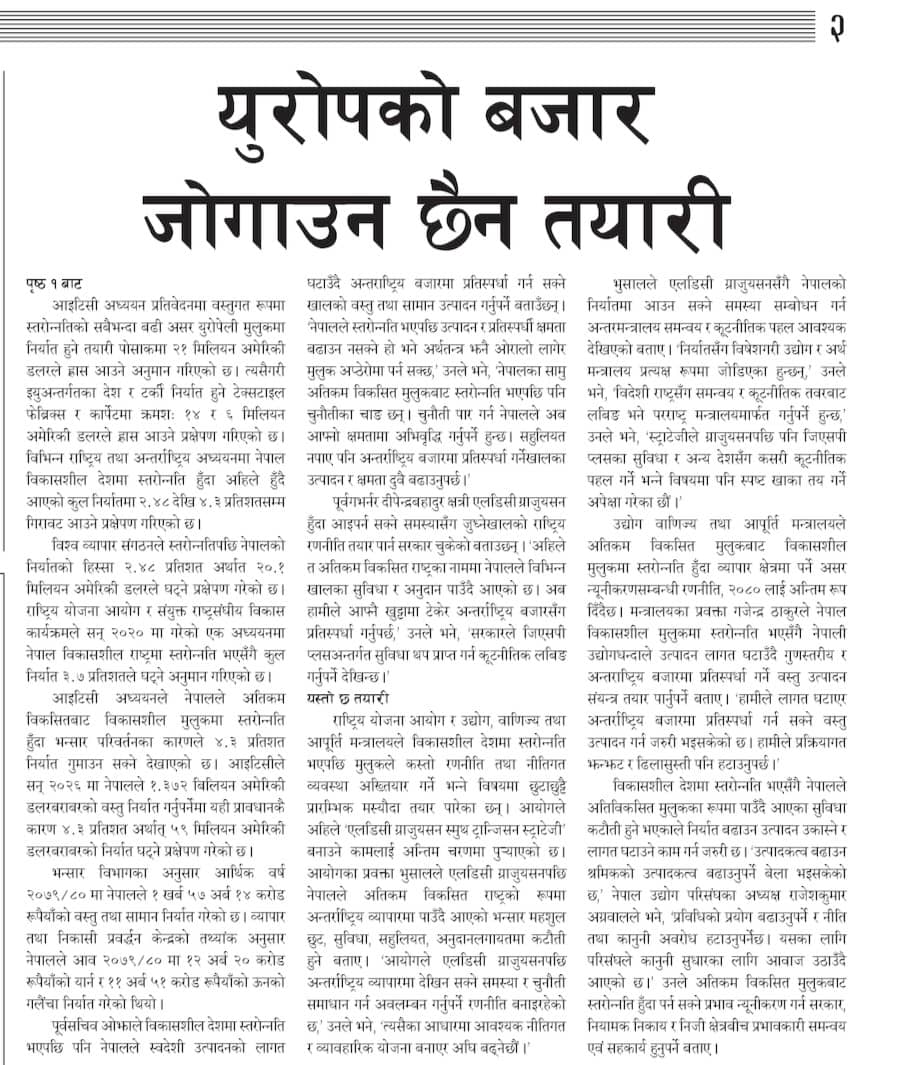 २
युरोपको बजार
जोगाउन छैन तयारी
पृष्ठ १ बाट
आइटिसी अध्ययन प्रतिवेदनमा वस्तुगत रूपमा
स्तरोन्नतिको सबैभन्दा बढी असर युरोपेली मुलुकमा
निर्यात हुने तयारी पोसाकमा २१ मिलियन अमेरिकी
डलरले ह्रास आउने अनुमान गरिएको छ। त्यसैगरी
इयुअन्तर्गतका देश र टर्की निर्यात हुने टेक्सटाइल
फेब्रिक्स र कार्पेटमा क्रमशः १४ र ६ मिलियन
अमेरिकी डलरले ह्रास आउने प्रक्षेपण गरिएको छ।
विभिन्न राष्ट्रिय तथा अन्तर्राष्ट्रिय अध्ययनमा नेपाल
विकासशील देशमा स्तरोन्नति हुँदा अहिले हुँदै
आएको कुल निर्यातमा २.४८ देखि ४.३ प्रतिशतसम्म
गिरावट आउने प्रक्षेपण गरिएको छ।
विश्व व्यापार संगठनले स्तरोन्नतिपछि नेपालको
निर्यातको हिस्सा २.४८ प्रतिशत अर्थात २०.१
मिलियन अमेरिकी डलरले घट्ने प्रक्षेपण गरेको छ।
राष्ट्रिय योजना आयोग र संयुक्त राष्ट्रसंघीय विकास
कार्यक्रमले सन् २०२० मा गरेको एक अध्ययनमा
नेपाल विकासशील राष्ट्रमा स्तरोन्नति भएसँगै कुल
निर्यात ३.७ प्रतिशतले घट्ने अनुमान गरिएको छ।
आइटिसी अध्ययनले नेपालले अतिकम
विकसितबाट विकासशील मुलुकमा स्तरोन्नति
हुँदा भन्सार परिवर्तनका कारणले ४.३ प्रतिशत
निर्यात गुमाउन सक्ने देखाएको छ। आइटिसीले
सन् २०२६ मा नेपालले १.३७२ बिलियन अमेरिकी
डलरबराबरको वस्तु निर्यात गर्नुपर्नेमा यही प्रावधानकै
कारण ४.३ प्रतिशत अर्थात् ५९ मिलियन अमेरिकी
डलरबराबरको निर्यात घट्ने प्रक्षेपण गरेको छ।
भन्सार विभागका अनुसार आर्थिक वर्ष
२०७९/८० मा नेपालले १ खर्ब ५७ अर्ब १४ करोड
रूपैयाँको वस्तु तथा सामान निर्यात गरेको छ। व्यापार
तथा निकासी प्रवर्द्धन केन्द्रको तथ्यांक अनुसार
नेपालले आव २०७९/८० मा १२ अर्ब २० करोड
रूपैयाँको यार्न र ११ अर्ब ५१ करोड रूपैयाँको ऊनको
गलैंचा निर्यात गरेको थियो।
पूर्वसचिव ओझाले विकासशील देशमा स्तरोन्नति
भएपछि पनि नेपालले स्वदेशी उत्पादनको लागत
घटाउँदै अन्तराष्ट्रिय बजारमा प्रतिस्पर्धा गर्न सक्ने
खालको वस्तु तथा सामान उत्पादन गर्नुपर्ने बताउँछन्।
'नेपालले स्तरोन्नति भएपछि उत्पादन र प्रतिस्पर्धी क्षमता
बढाउन नसक्ने हो भने अर्थतन्त्र झनै ओरालो लागेर
मुलुक अप्ठेरोमा पर्न सक्छ,' उनले भने, 'नेपालका सामु
अतिकम विकसित मुलुकबाट स्तरोन्नति भएपछि पनि
चुनौतीका चाङ छन्। चुनौती पार गर्न नेपालले अब
आफ्नो क्षमतामा अभिवृद्धि गर्नुपर्ने हुन्छ। सहुलियत
नपाए पनि अन्तर्राष्ट्रिय बजारमा प्रतिस्पर्धा गर्नेखालका
उत्पादन र क्षमता दुवै बढाउनुपर्छ।'
पूर्वगभर्नर दीपेन्द्रबहादुर क्षत्री एलडिसी ग्राजुयसन
हुँदा आइपर्न सक्ने समस्यासँग जुध्नेखालको राष्ट्रिय
रणनीति तयार पार्न सरकार चुकेको बताउछन्। 'अहिले
त अतिकम विकसित राष्ट्रका नाममा नेपालले विभिन्न
खालका सुविधा र अनुदान पाउँदै आएको छ। अब
हामीले आफ्नै खुट्टामा टेकेर अन्तर्राष्ट्रिय बजारसँग
प्रतिस्पर्धा गर्नुपर्छ,' उनले भने, 'सरकारले जिएसपी
प्लसअन्तर्गत सुविधा थप प्राप्त गर्न कूटनीतिक लबिङ
गर्नुपर्ने देखिन्छ।'
यस्तो छ तयारी
राष्ट्रिय योजना आयोग र उद्योग, वाणिज्य तथा
आपूर्ति मन्त्रालयले विकासशील देशमा स्तरोन्नति
भएपछि मुलुकले कस्तो रणनीति तथा नीतिगत
व्यवस्था अख्तियार गर्ने भन्ने विषयमा छुटाछुट्टै
प्रारम्भिक मस्यौदा तयार पारेका छन्। आयोगले
अहिले 'एलडिसी ग्राजुयसन स्मुथ ट्रान्जिसन स्ट्राटेजी'
बनाउने कामलाई अन्तिम चरणमा पुर्‍याएको छ।
आयोगका प्रवक्ता भुसालले एलडिसी ग्राजुयसनपछि
नेपालले अतिकम विकसित राष्ट्रको रूपमा
अन्तर्राष्ट्रिय व्यापारमा पाउँदै आएको भन्सार महशुल
छुट, सुविधा, सहुलियत, अनुदानलगायतमा कटौती
हुने बताए। 'आयोगले एलडिसी ग्राजुयसनपछि
अन्तर्राष्ट्रिय व्यापारमा देखिन सक्ने समस्या र चुनौती
समाधान गर्न अवलम्बन गर्नुपर्ने रणनीति बनाइरहेको
छ,' उनले भने, 'त्यसैका आधारमा आवश्यक नीतिगत
र व्यावहारिक योजना बनाएर अघि बढ्नेछौं।'
भुसालले एलडिसी ग्राजुयसनसँगै नेपालको
निर्यातमा आउन सक्ने समस्या सम्बोधन गर्न
अन्तरमन्त्रालय समन्वय र कूटनीतिक पहल आवश्यक
देखिएको बताए। 'निर्यातसँग विषेशगरी उद्योग र अर्थ
मन्त्रालय प्रत्यक्ष रूपमा जोडिएका हुन्छन्,' उनले
भने, 'विदेशी राष्ट्रसँग समन्वय र कूटनीतिक तवरबाट
लबिङ भने परराष्ट्र मन्त्रालयमार्फत गर्नुपर्ने हुन्छ,'
उनले भने, 'स्ट्राटेजीले ग्राजुयसनपछि पनि जिएसपी
प्लसका सुविधा र अन्य देशसँग कसरी कूटनीतिक
पहल गर्ने भन्ने विषयमा पनि स्पष्ट खाका तय गर्ने
अपेक्षा गरेका छौं।'
उद्योग वाणिज्य तथा आपूर्ति मन्त्रालयले
अतिकम विकसित मुलुकबाट विकासशील
मुलुकमा स्तरोन्नति हुँदा व्यापार क्षेत्रमा पर्ने असर
न्यूनीकरणसम्बन्धी रणनीति, २०८० लाई अन्तिम रूप
दिँदैछ। मन्त्रालयका प्रवक्ता गजेन्द्र ठाकुरले नेपाल
विकासशील मुलुकमा स्तरोन्नति भएसँगै नेपाली
उद्योगधन्दाले उत्पादन लागत घटाउँदै गुणस्तरीय र
अन्तराष्ट्रिय बजारमा प्रतिस्पर्धा गर्ने वस्तु उत्पादन
संयन्त्र तयार पार्नुपर्ने बताए। 'हामीले लागत घटाएर
अन्तर्राष्ट्रिय बजारमा प्रतिस्पर्धा गर्न सक्ने वस्तु
उत्पादन गर्न जरुरी भइसकेको छ। हामीले प्रक्रियागत
झन्झट र ढिलासुस्ती पनि हटाउनुपर्छ।'
विकासशील देशमा स्तरोन्नति भएसँगै नेपालले
अतिविकसित मुलुकका रूपमा पाउँदै आएका सुविधा
कटौती हुने भएकाले निर्यात बढाउन उत्पादन उकास्ने र
लागत घटाउने काम गर्न जरुरी छ। 'उत्पादकत्व बढाउन
श्रमिकको उत्पादकत्व बढाउनुपर्ने बेला भइसकेको
छ,' नेपाल उद्योग परिसंघका अध्यक्ष राजेशकुमार
अग्रवालले भने, 'प्रविधिको प्रयोग बढाउनुपर्ने र नीति
तथा कानुनी अवरोध हटाउनुपर्नेछ। यसका लागि
परिसंघले कानुनी सुधारका लागि आवाज उठाउँदै
आएको छ।' उनले अतिकम विकसित मुलुकबाट
स्तरोन्नति हुँदा पर्न सक्ने प्रभाव न्यूनीकरण गर्न सरकार,
नियामक निकाय र निजी क्षेत्रबीच प्रभावकारी समन्वय
एवं सहकार्य हुनुपर्ने बताए।